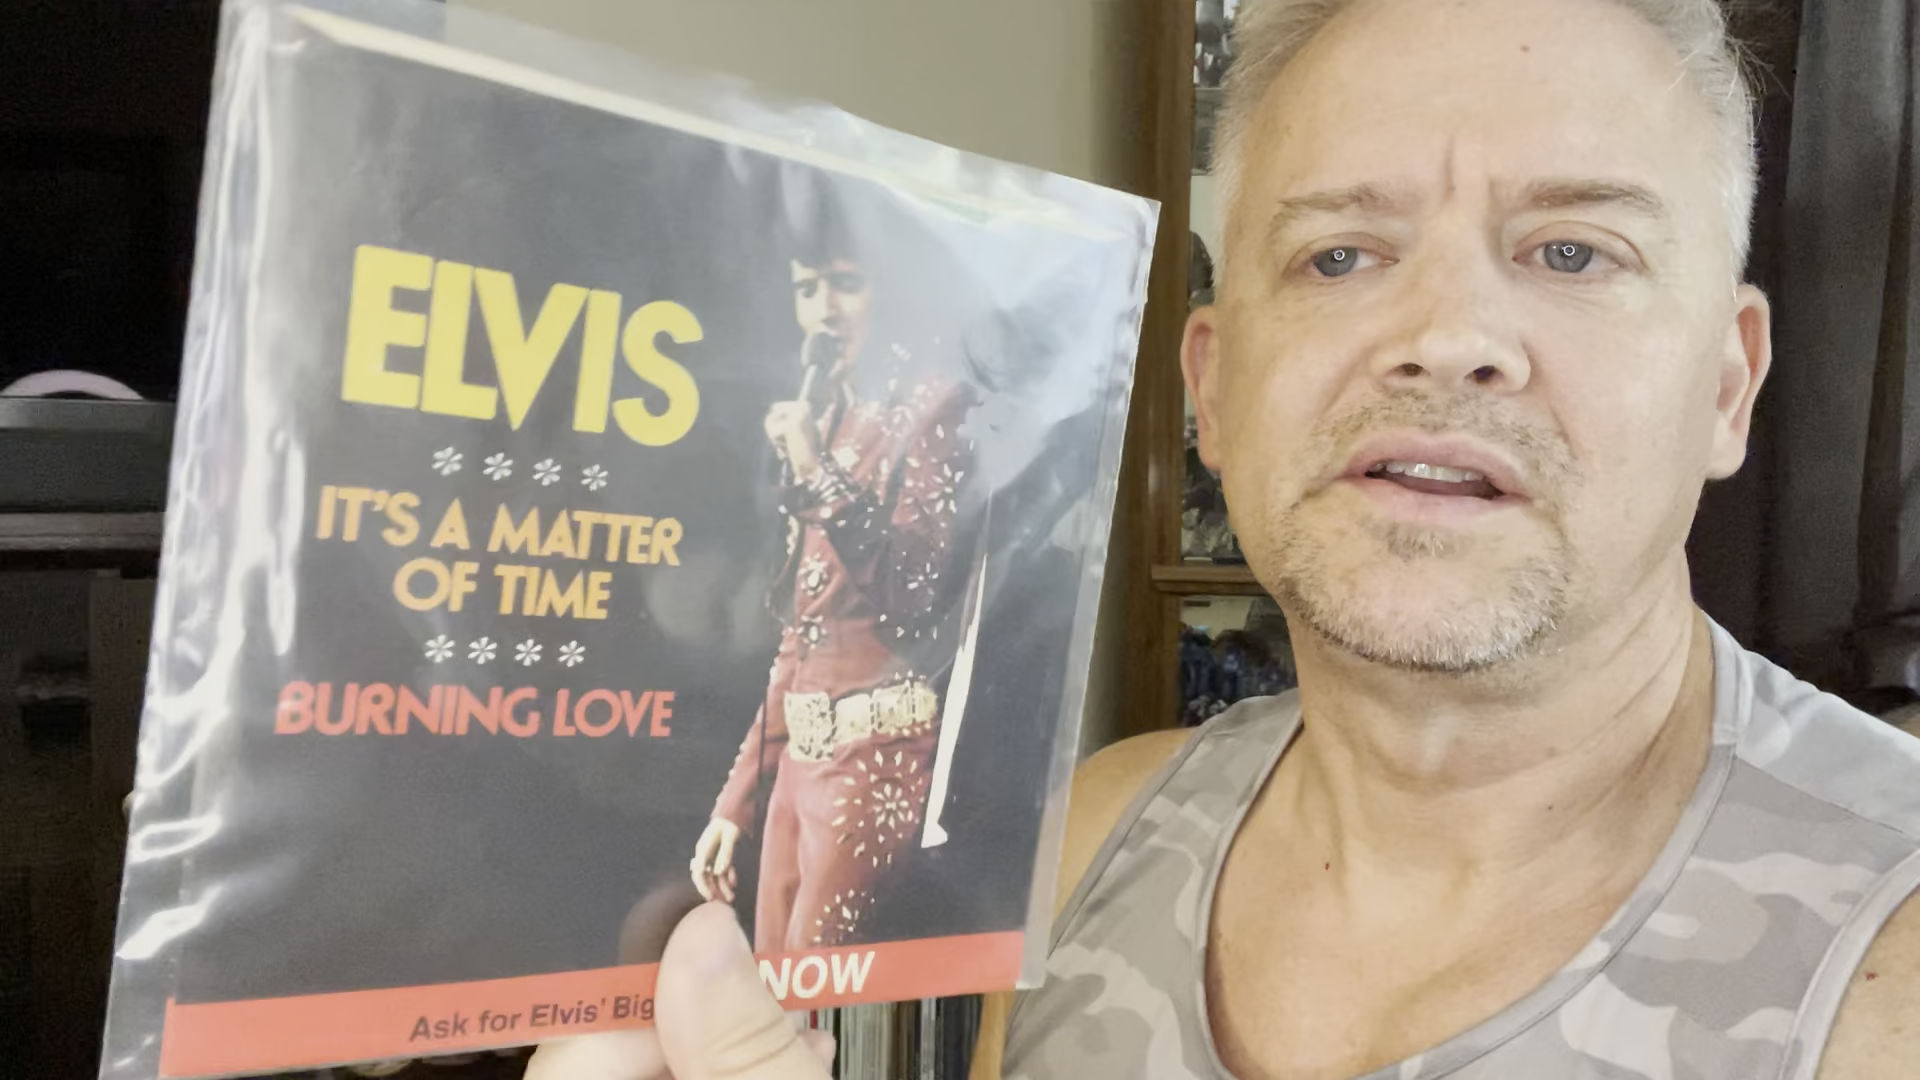 ELVIS
****
IT'S A MATTER
OF TIME
****
BURNING LOVE
Ask for Elvis' Big NOW